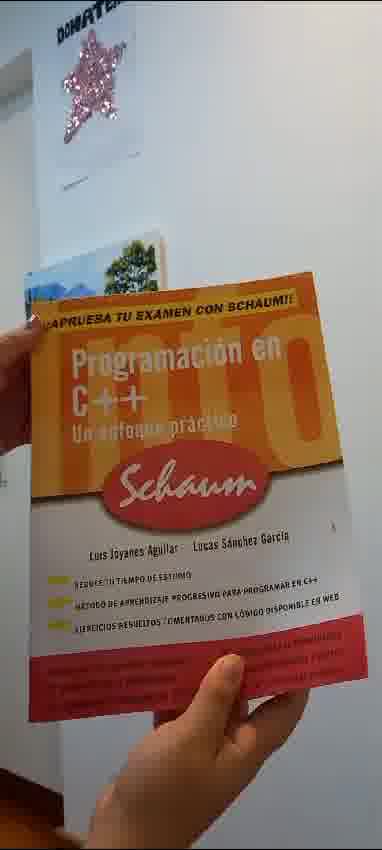 ¡¡APRUEBA TU EXAMEN CON SCHAUM!!
Programación en
C++
Un enfoque práctico
Schaum
Luis Joyanes Aguilar Lucas Sánchez García
REDUCE TU TIEMPO DE ESTUDIO
MÉTODO DE APRENDIZAJE PROGRESIVO PARA PROGRAMAR EN C++
EJERCICIOS RESUELTOS COMENTADOS CON CÓDIGO DISPONIBLE EN WEB